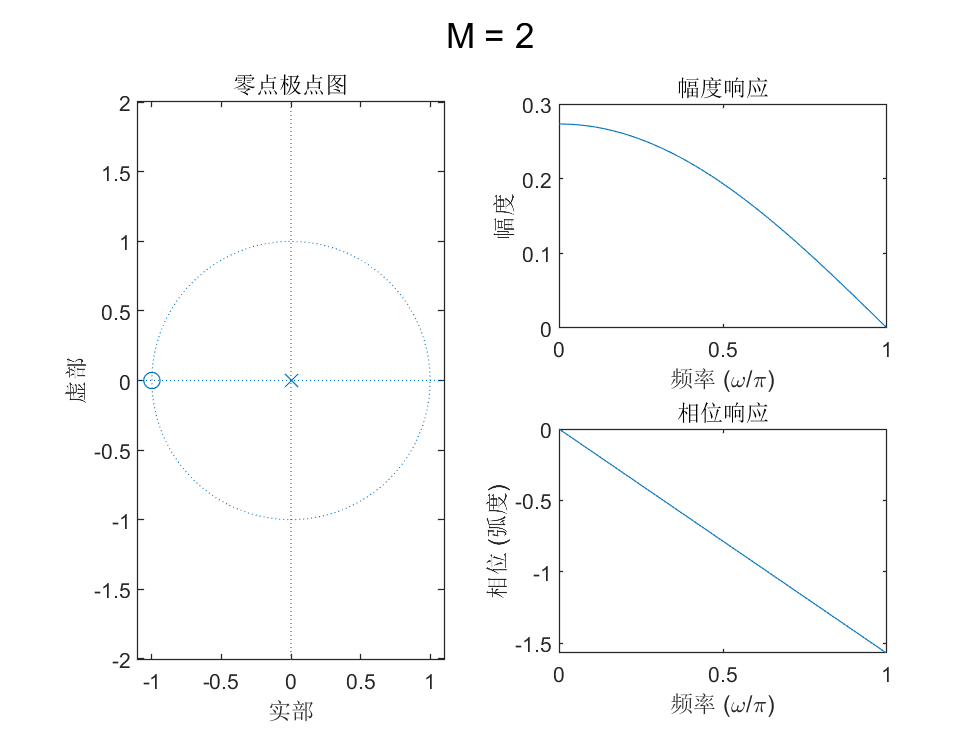 M = 2
零点极点图
2
1.5
1
0.5
0
-0.5
-1
-1.5
-2
虚部
-1 -0.5 0 0.5 1
实部
幅度响应
0.3
0.2
0.1
0
幅度
0 0.5 1
频率 (ω/π)
相位响应
0
-0.5
-1
-1.5
相位 (弧度)
0 0.5 1
频率 (ω/π)